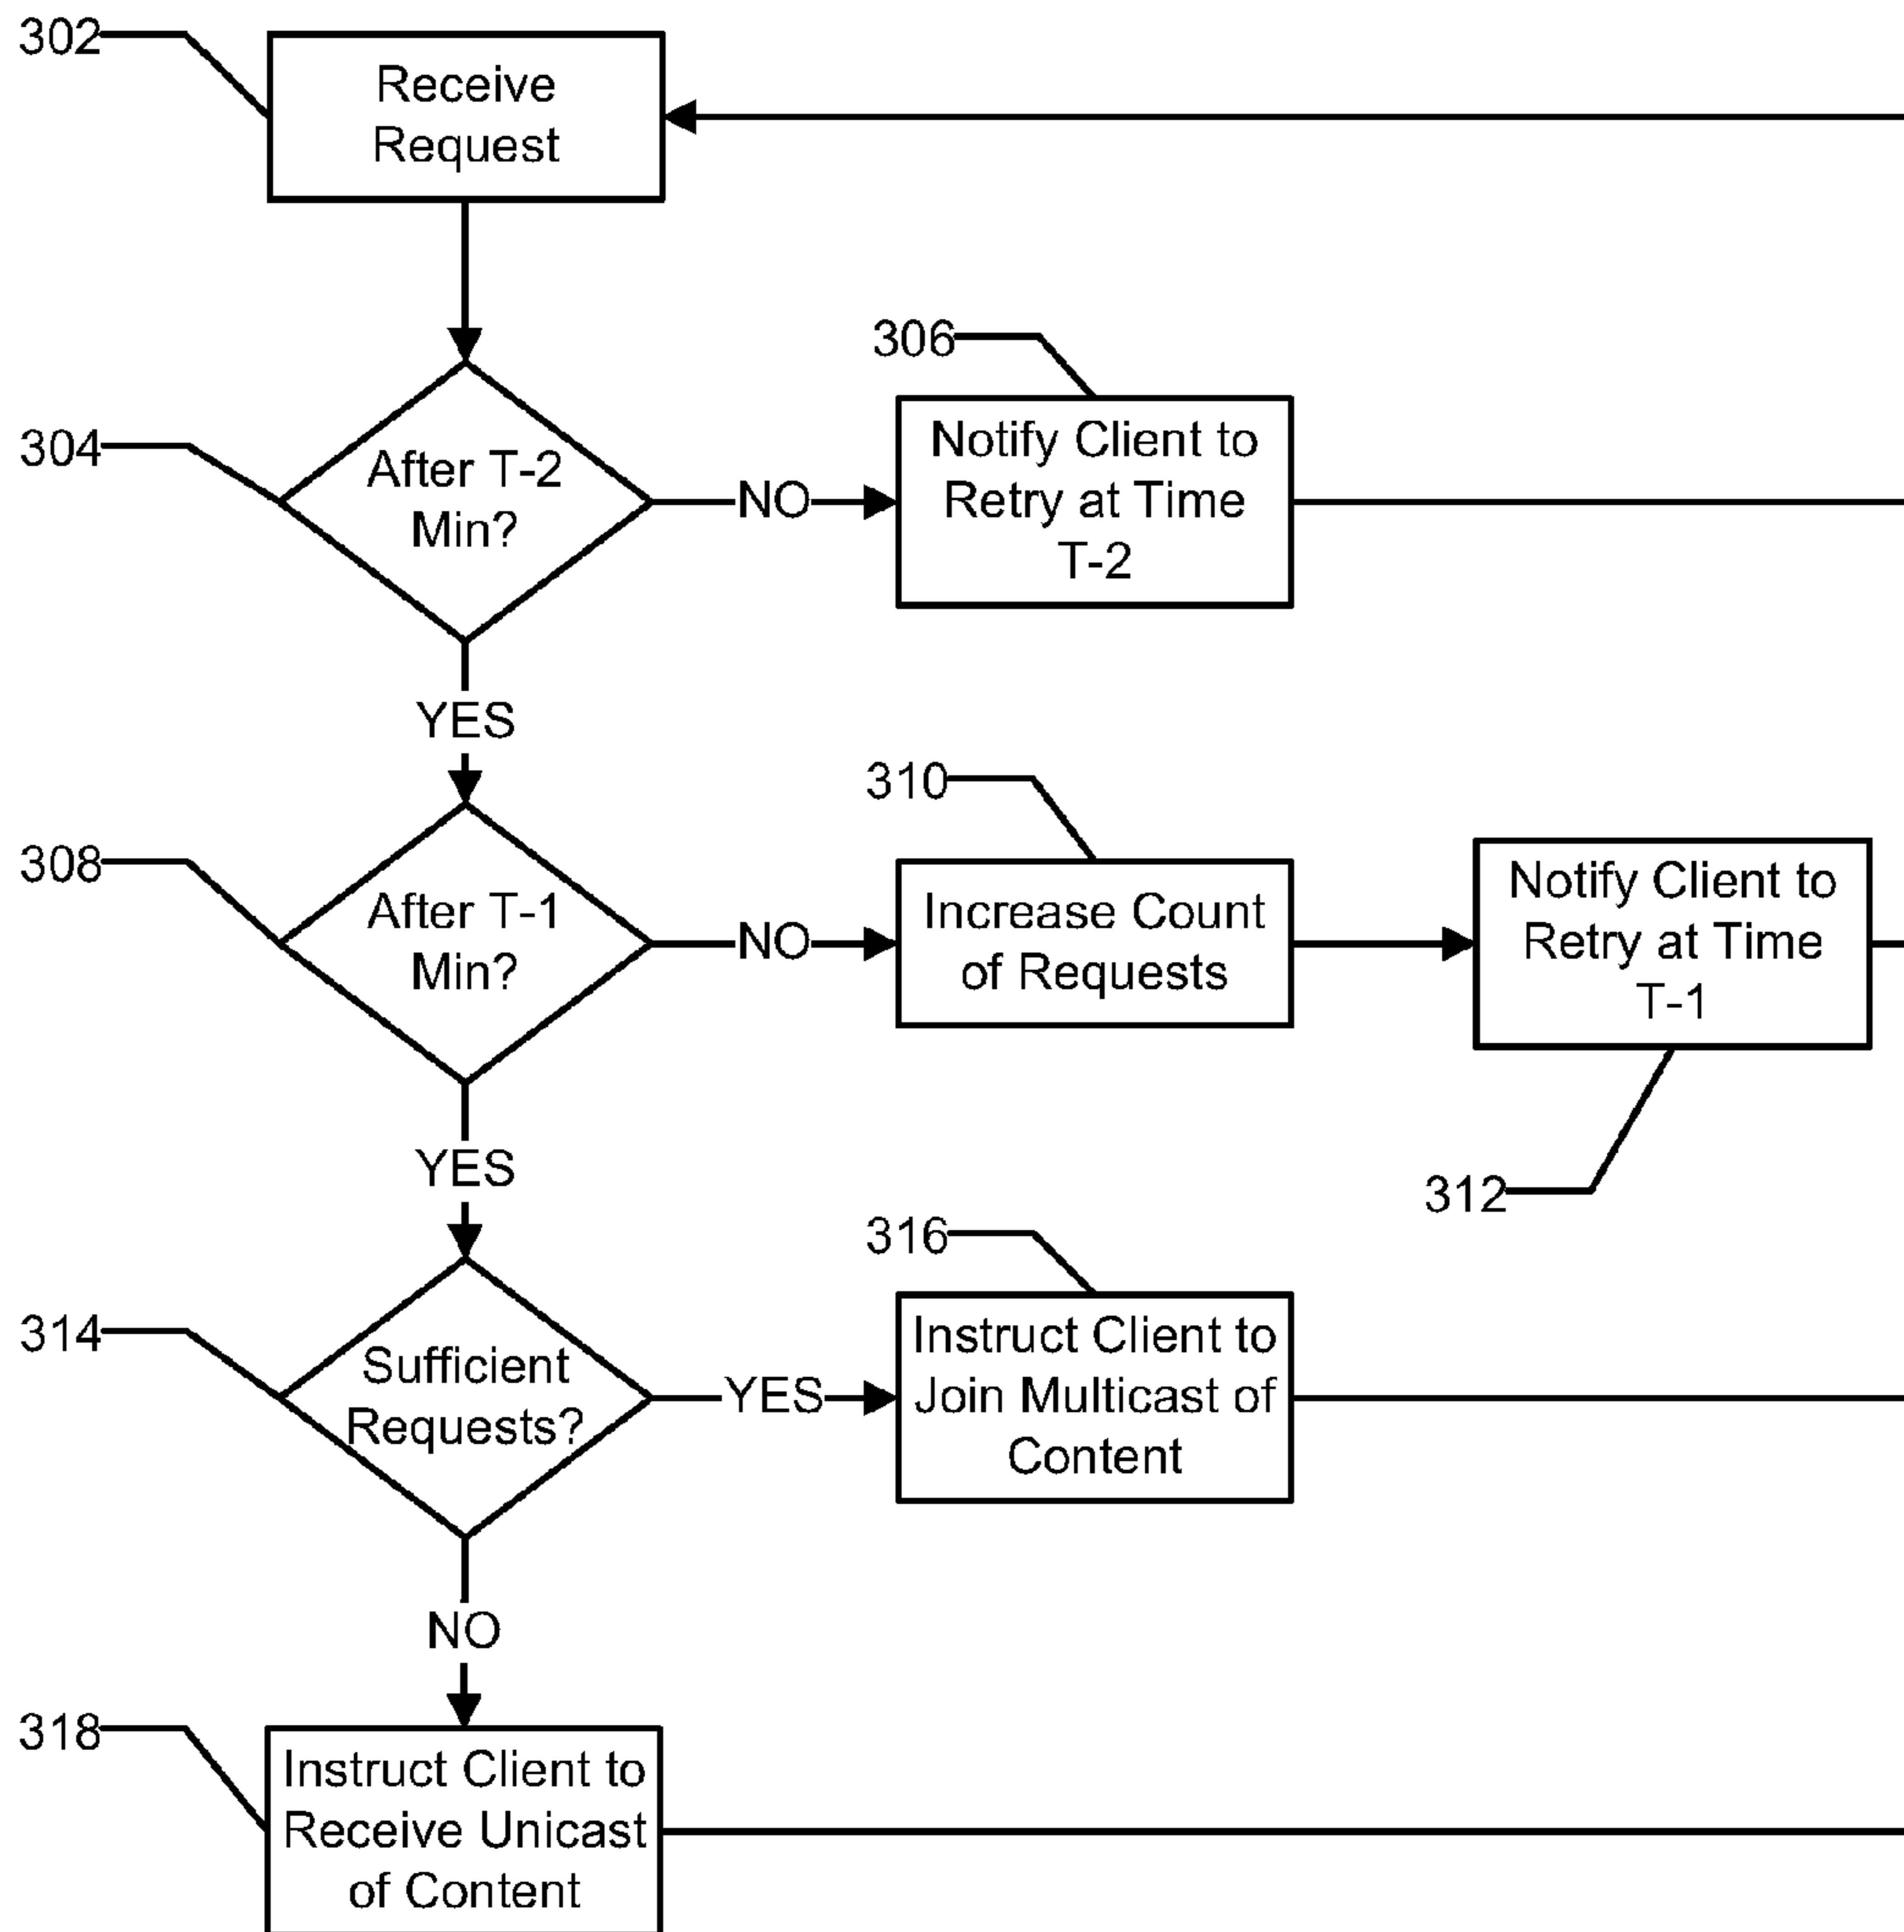 302
Receive
Request
304
After T-2
Min?
NO
306
Notify Client to
Retry at Time
T-2
YES
308
After T-1
Min?
NO
310
Increase Count
of Requests
Notify Client to
Retry at Time
T-1
312
YES
314
Sufficient
Requests?
YES
316
Instruct Client to
Join Multicast of
Content
NO
318
Instruct Client to
Receive Unicast
of Content